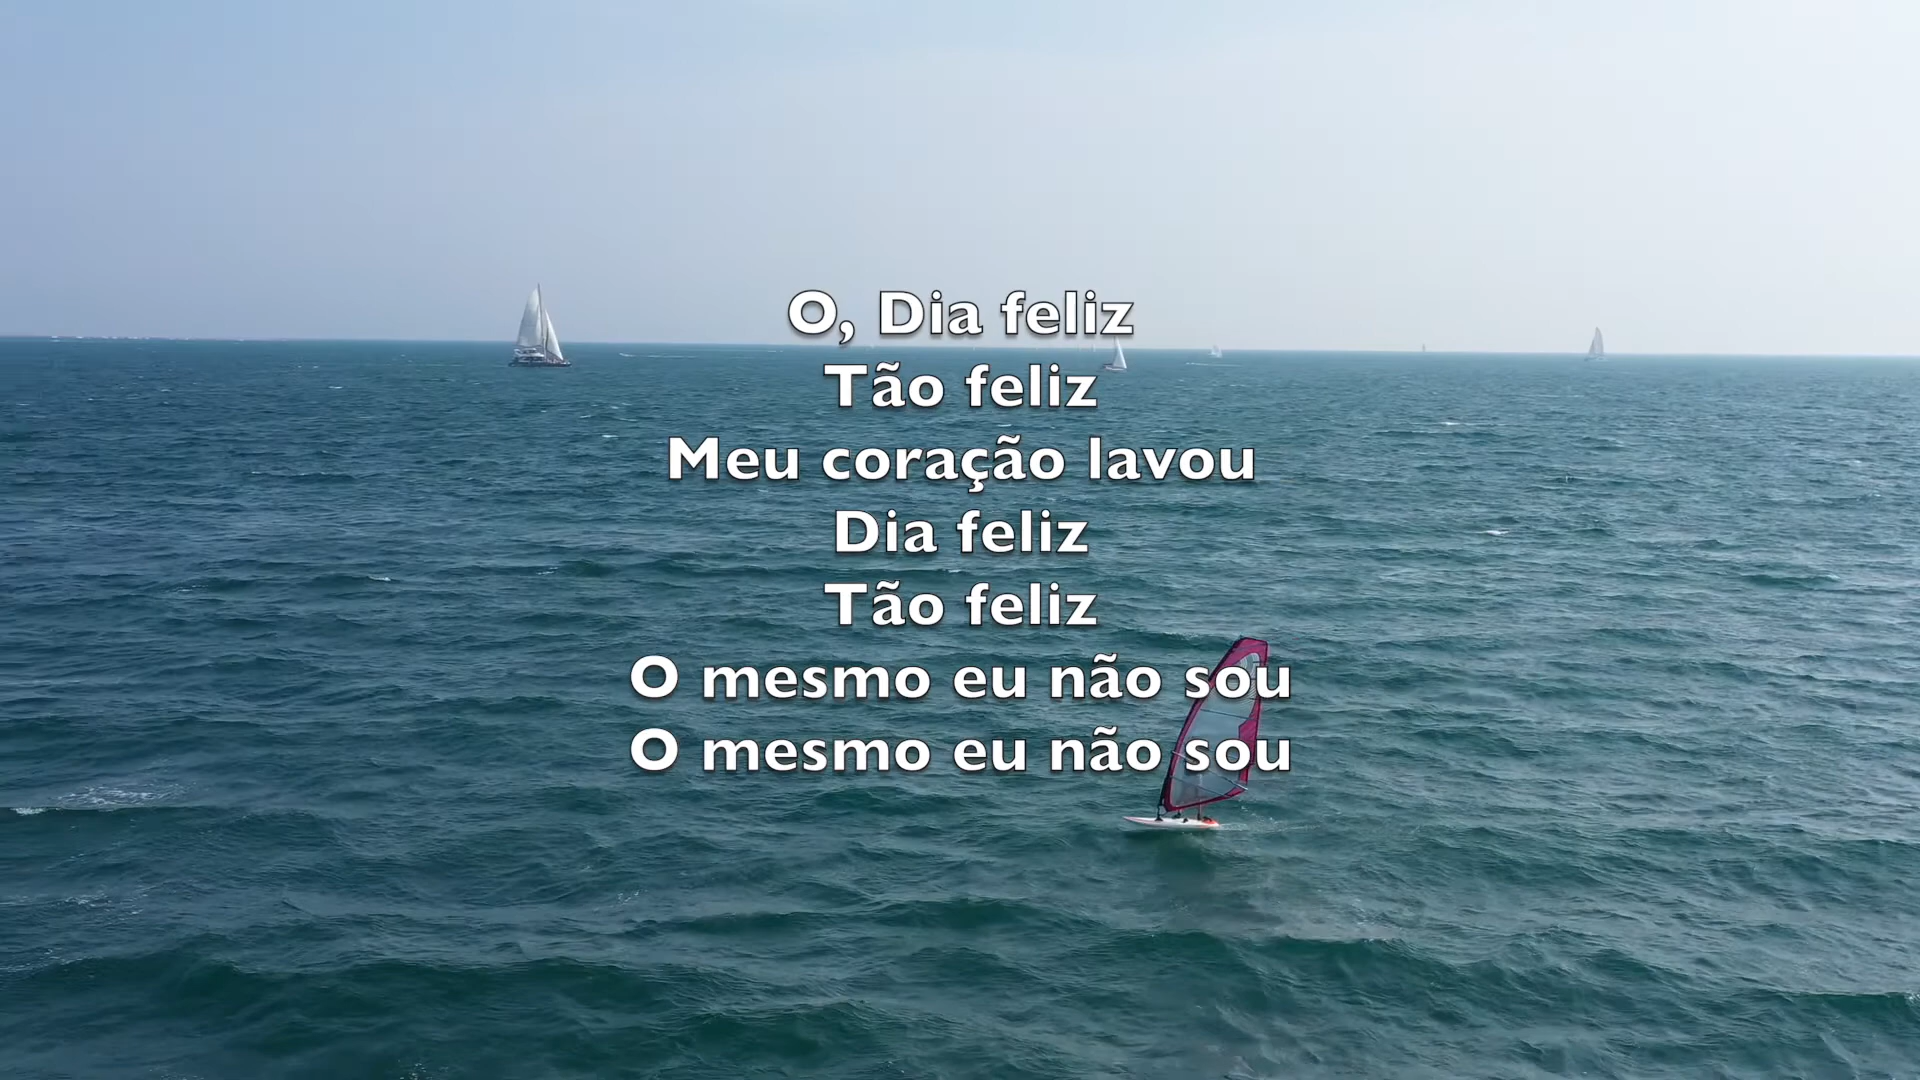 O, Dia feliz
Tão feliz
Meu coração lavou
Dia feliz
Tão feliz
O mesmo eu não sou
O mesmo eu não sou